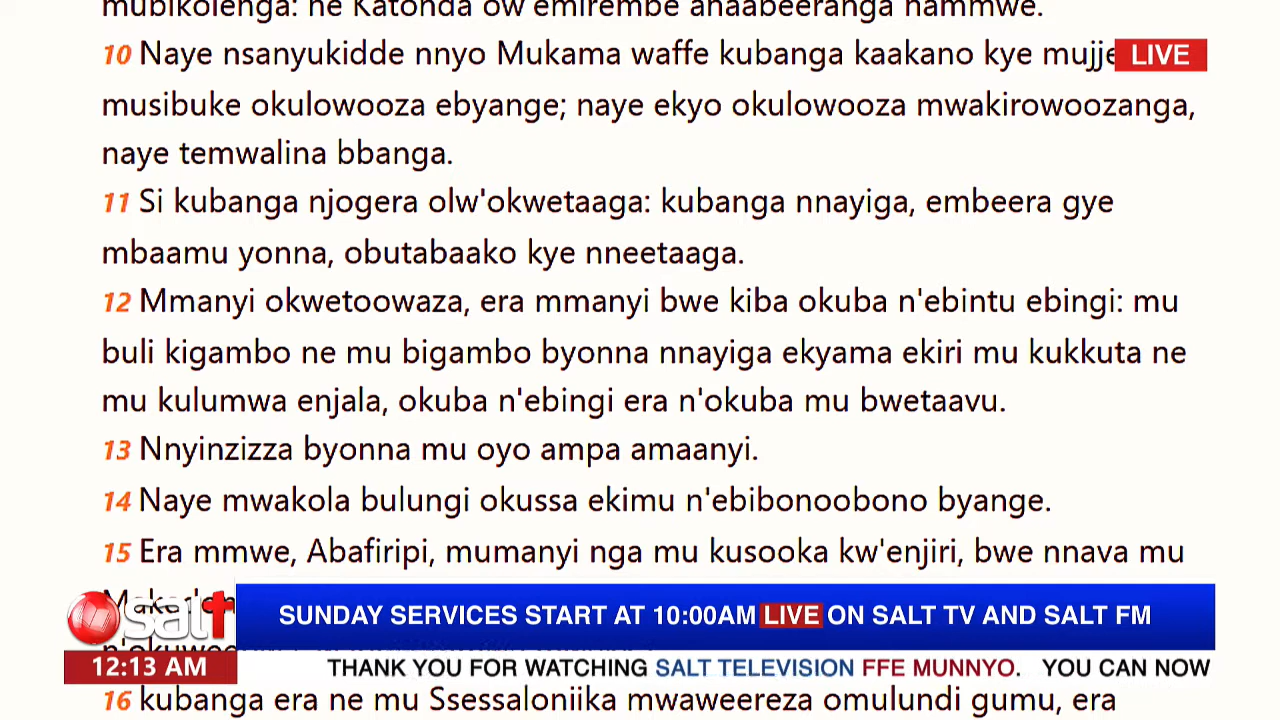 mubikolenga: ne Katonda ow'emirembe anaabeeranga nammwe.
10 Naye nsanyukidde nnyo Mukama waffe kubanga kaakano kye
LIVE
musibuke okulowooza ebyange; naye ekyo okulowooza mwakirowoozanga,
naye temwalina bbanga.
11 Si kubanga njogera olw'okwetaaga: kubanga nnayiga, embeera gye
mbaamu yonna, obutabaako kye nneetaaga.
12 Mmanyi okwetoowaza, era mmanyi bwe kiba okuba n'ebintu ebingi: mu
buli kigambo ne mu bigambo byonna nnayiga ekyama ekiri mu kukkuta ne
mu kulumwa enjala, okuba n'ebingi era n'okuba mu bwetaavu.
13 Nnyinzizza byonna mu oyo ampa amaanyi.
14 Naye mwakola bulungi okussa ekimu n'ebibonoobono byange.
15 Era mmwe, Abafiripi, mumanyi nga mu kusooka kw'enjiri, bwe nnava mu
salt
SUNDAY SERVICES START AT 10:00AM LIVE ON SALT TV AND SALT FM
12:13 AM
THANK YOU FOR WATCHING SALT TELEVISION FFE MUNNYO. YOU CAN NOW
16 kubanga era ne mu Ssessaloniika mwaweereza omulundi gumu, era